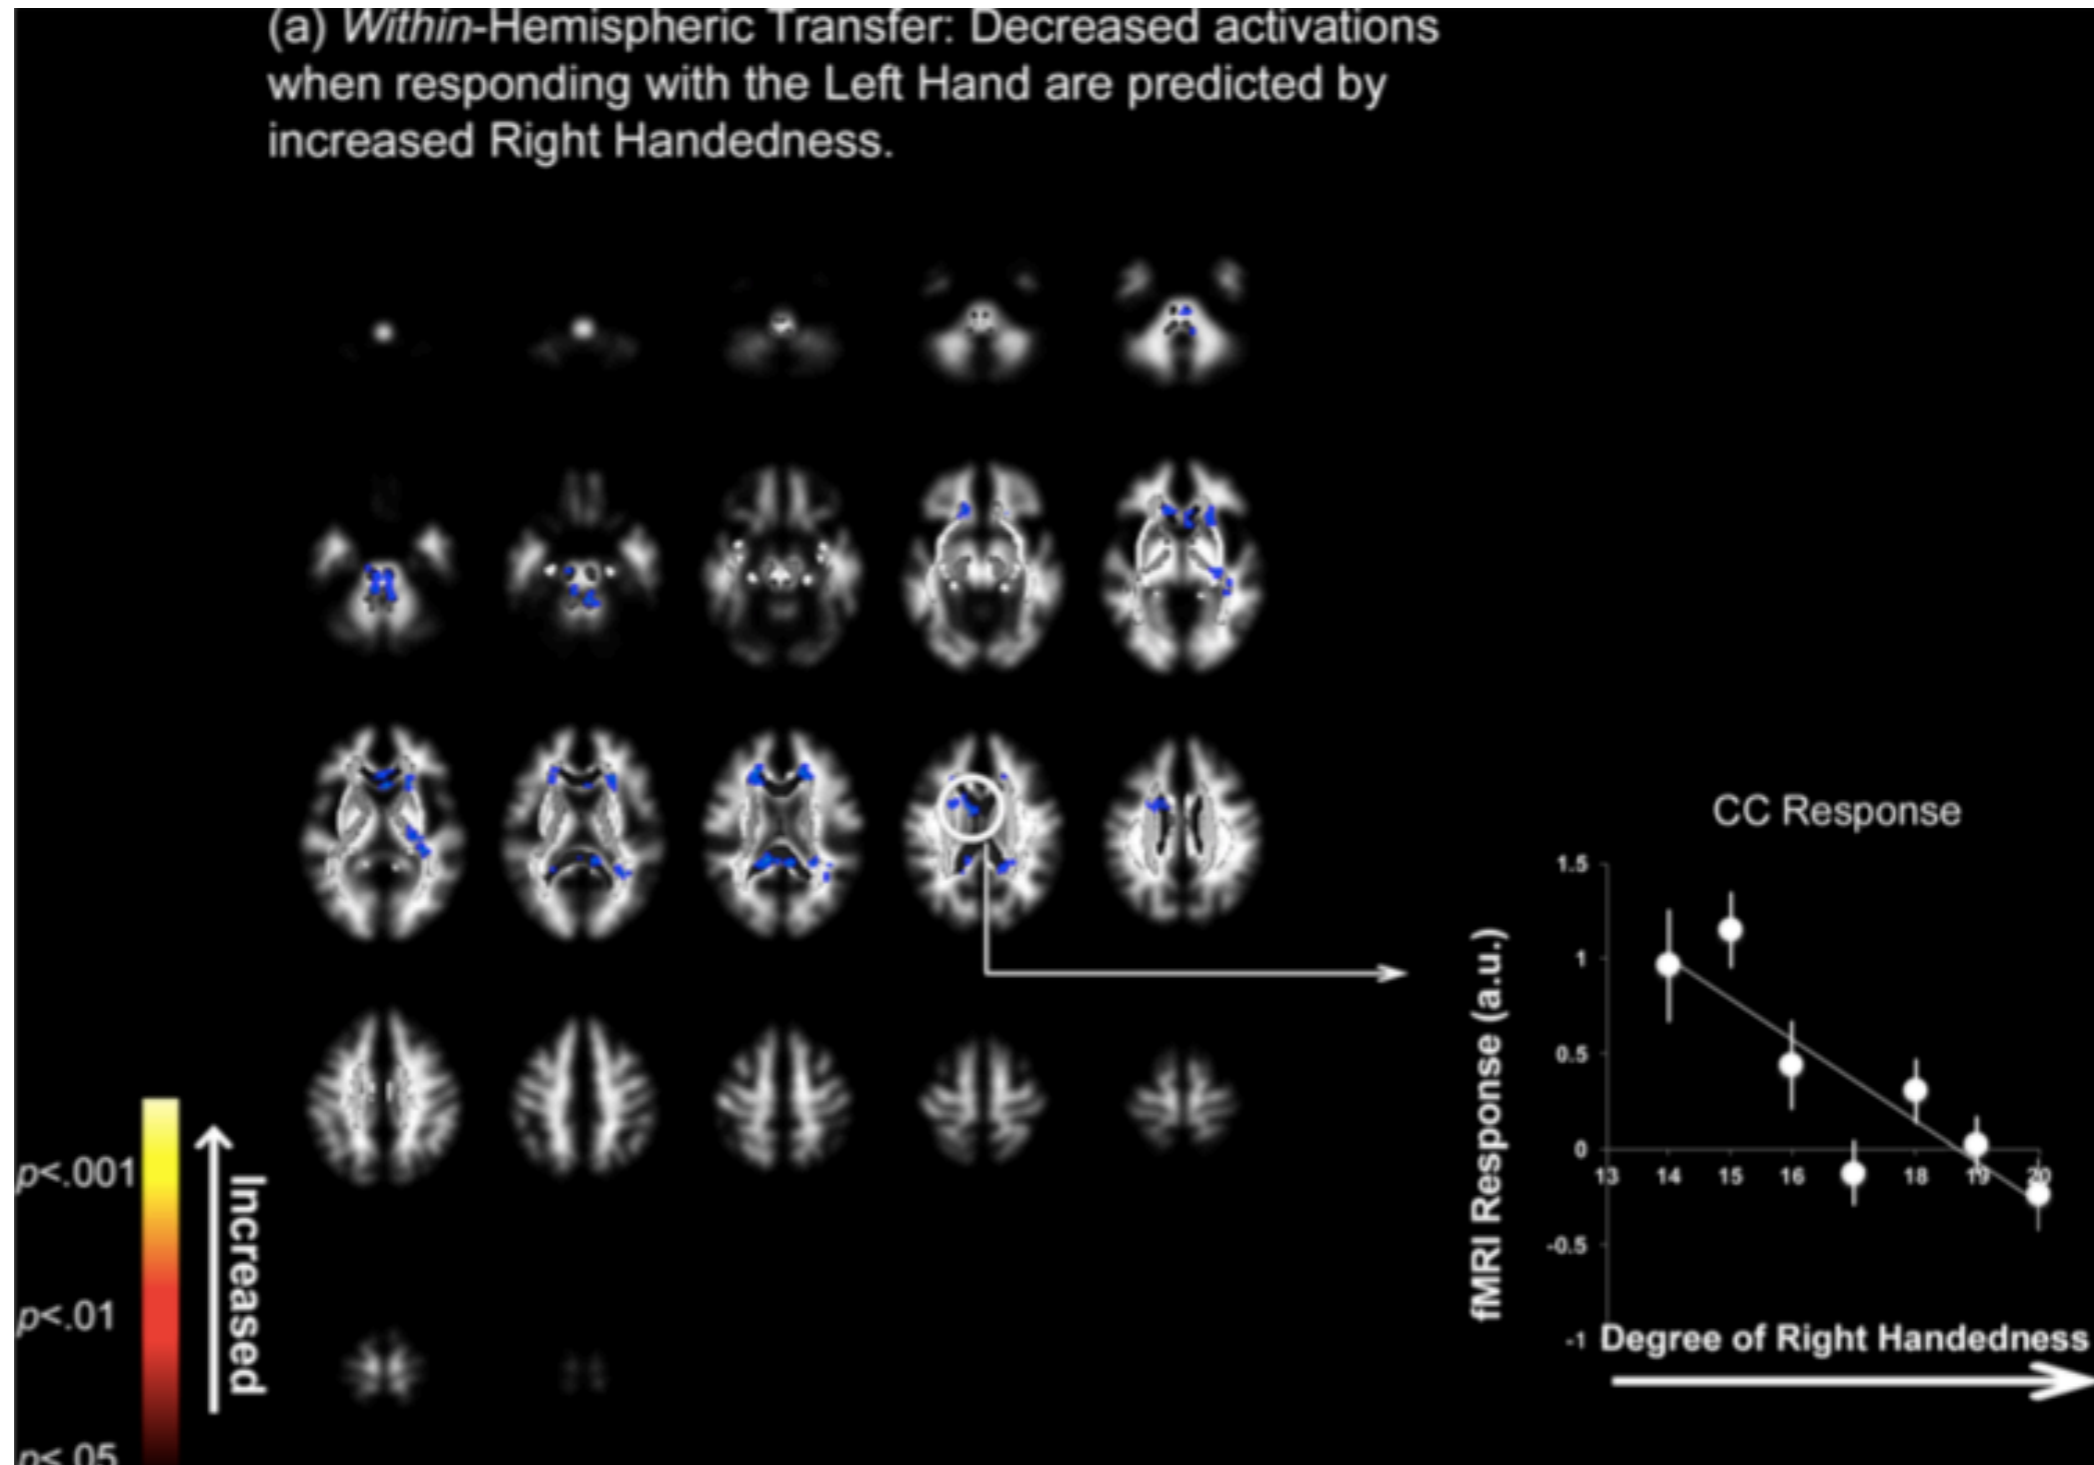 (a) Within-Hemispheric Transfer: Decreased activations
when responding with the Left Hand are predicted by
increased Right Handedness.
CC Response
1.5
1
0.5
0
-0.5
-1
13 14 15 16 18 19 20
fMRI Response (a.u.)
Degree of Right Handedness
p<.001
p<.01
p<.05
Increased